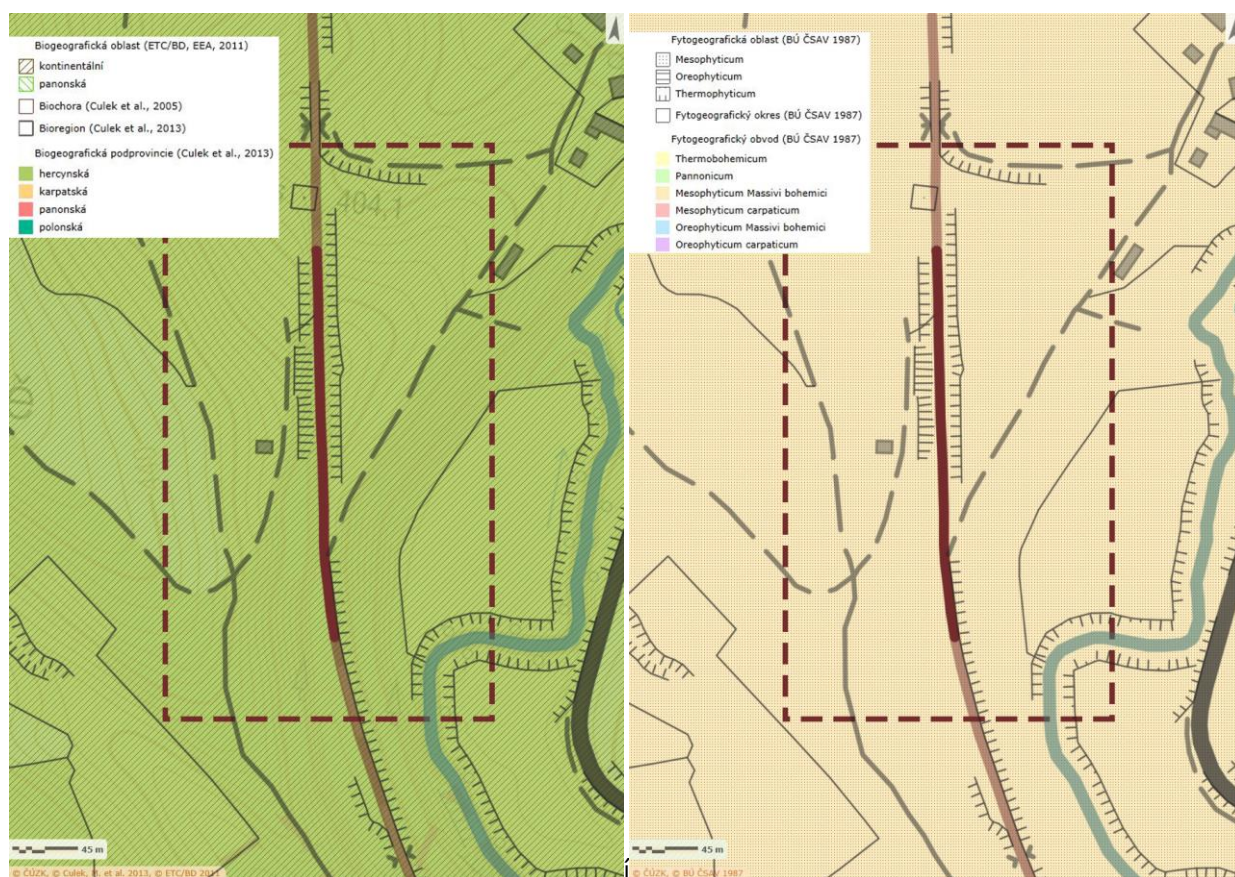 Biogeografická oblast (ETC/BD, EEA, 2011)
kontinentální
panonská
Biochora (Culek et al., 2005)
Bioregion (Culek et al., 2013)
Biogeografická podprovincie (Culek et al., 2013)
hercynská
karpatská
panonská
polonská
404,1
45 m
© ČÚZK, © Culek, M. et al. 2013, © ETC/BD 2011
Fytogeografická oblast (BÚ ČSAV 1987)
Mesophyticum
Oreophyticum
Thermophyticum
Fytogeografický okres (BÚ ČSAV 1987)
Fytogeografický obvod (BÚ ČSAV 1987)
Thermobohemicum
Pannonicum
Mesophyticum Massivi bohemici
Mesophyticum carpaticum
Oreophyticum Massivi bohemici
Oreophyticum carpaticum
45 m
© ČÚZK, © BÚ ČSAV 1987